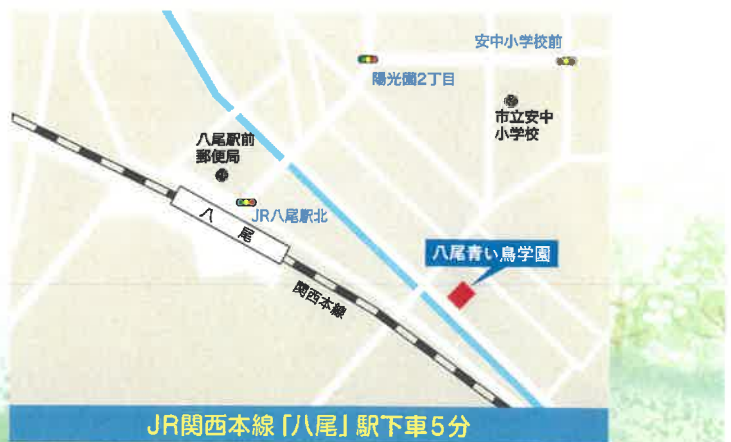 安中小学校前
陽光園2丁目
市立安中
小学校
八尾駅前
郵便局
JR八尾駅北
八尾
八尾青い鳥学園
関西本線
JR関西本線「八尾」駅下車5分